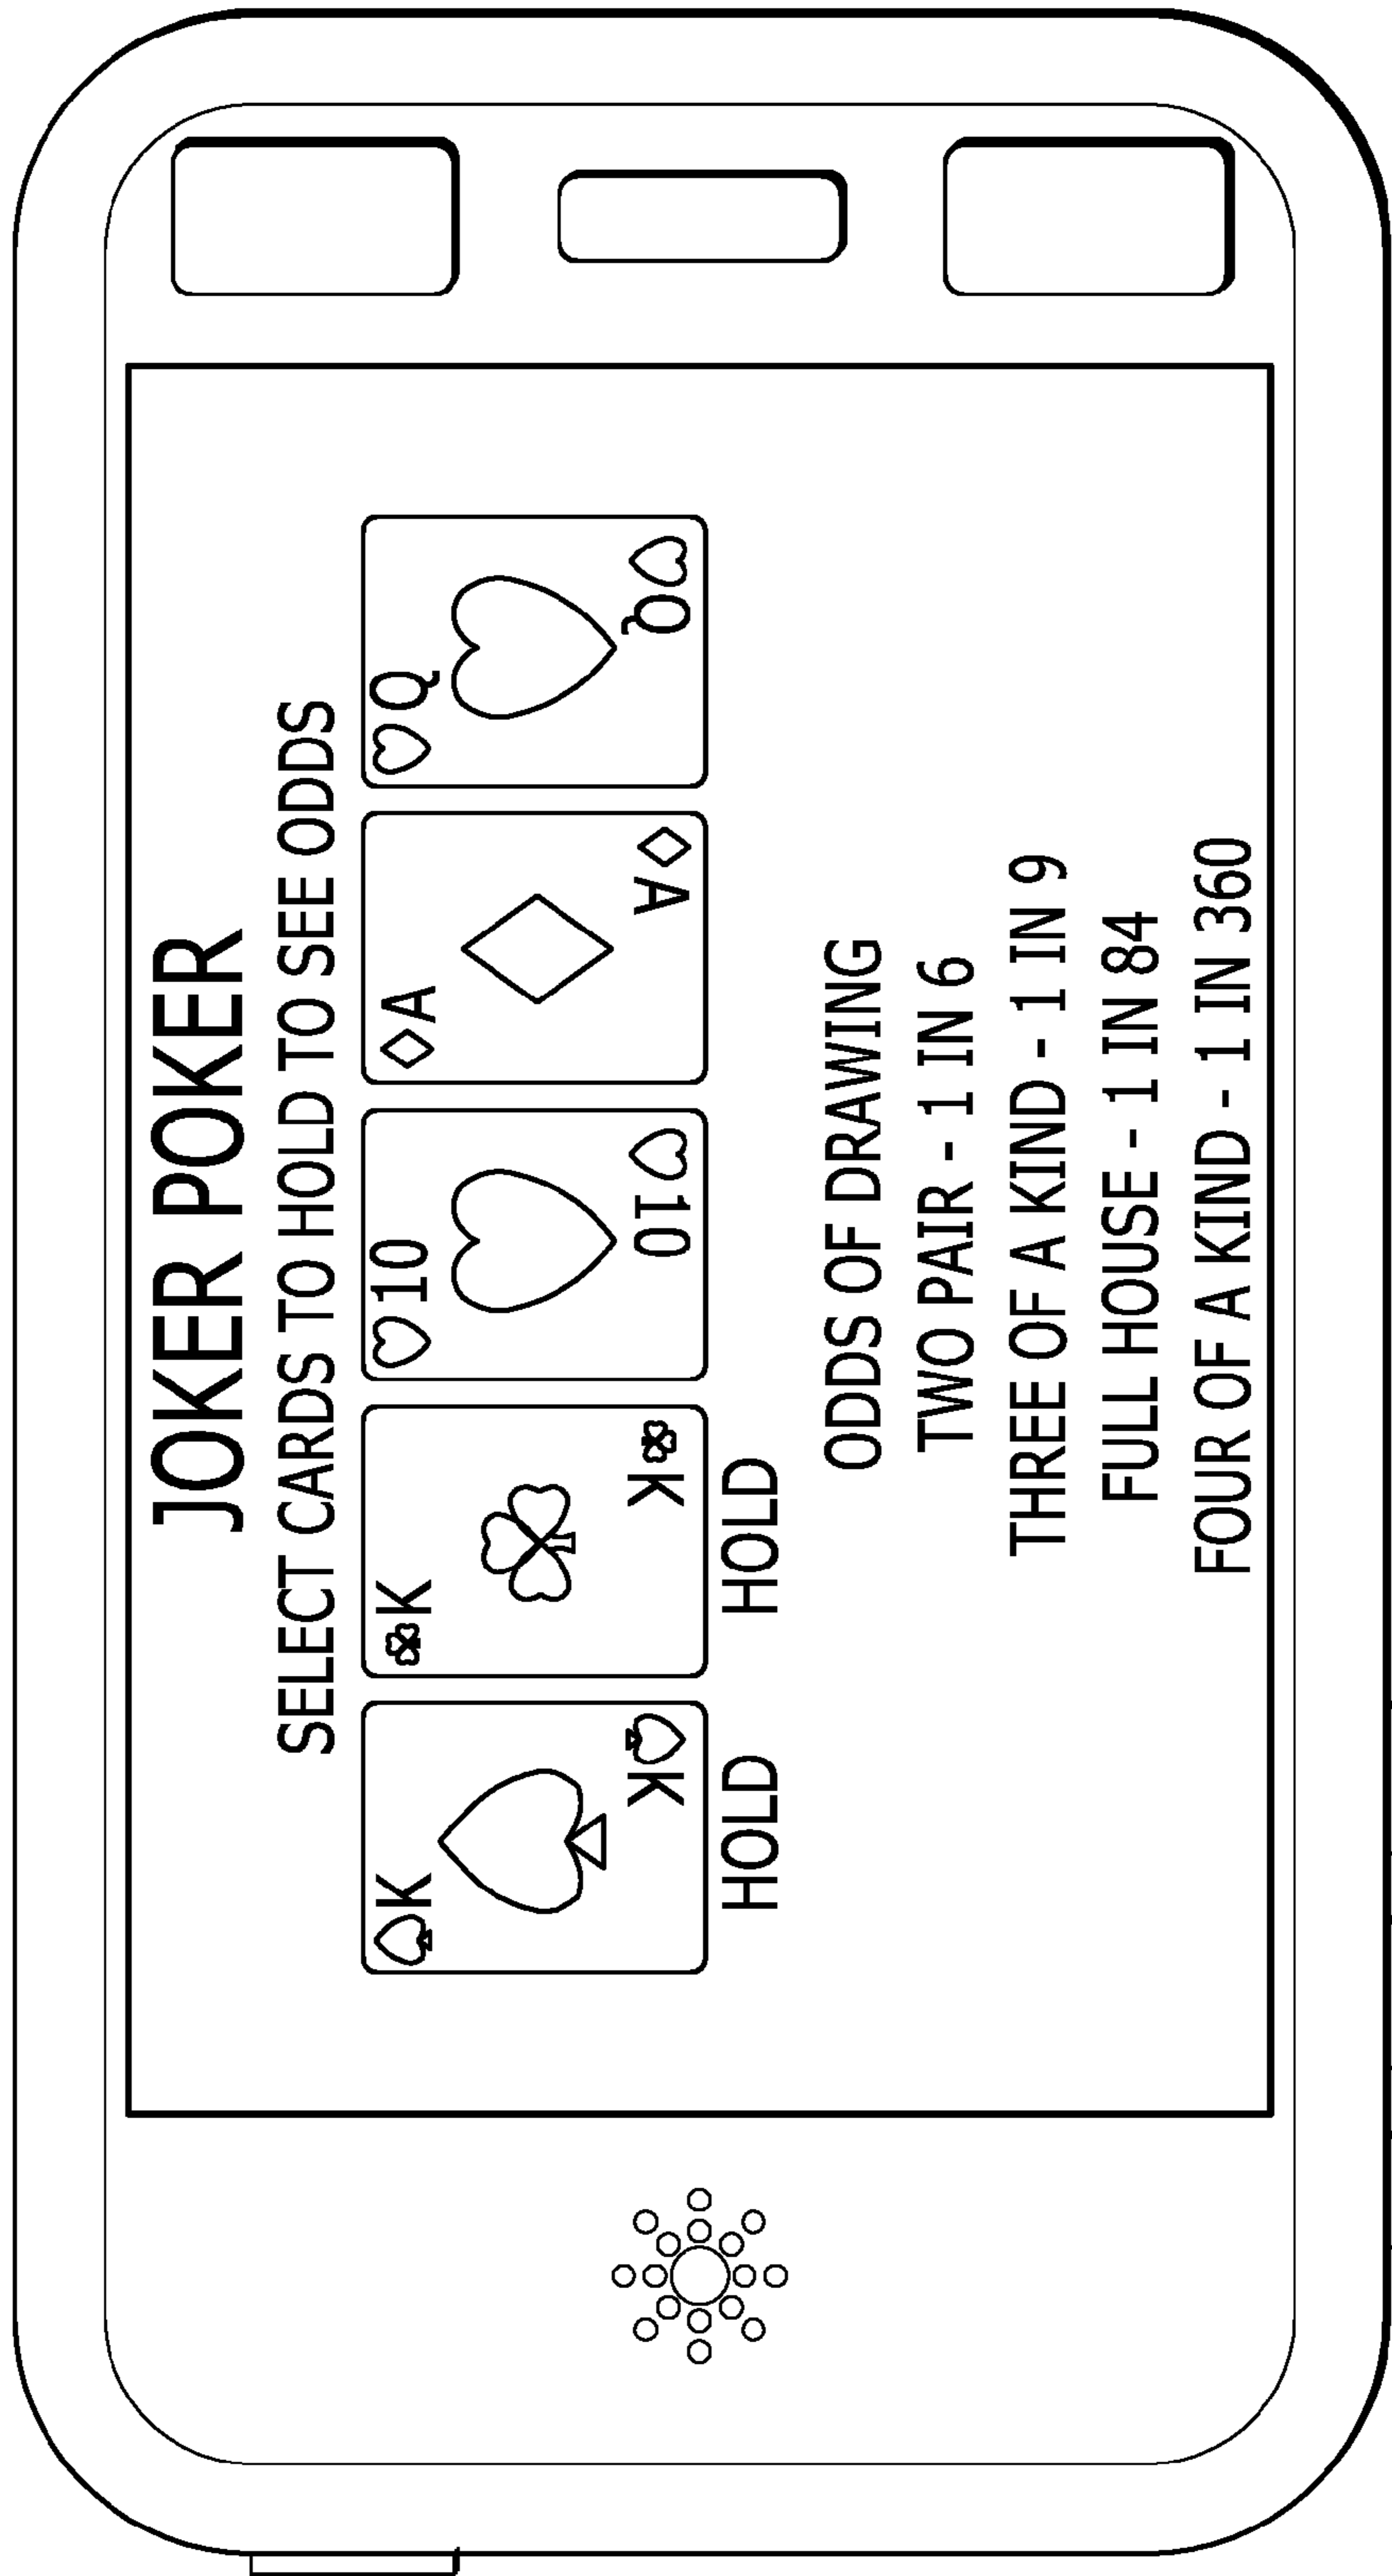 JOKER POKER
SELECT CARDS TO HOLD TO SEE ODDS
K K 10 A Q
K K 10 A Q
HOLD HOLD
ODDS OF DRAWING
TWO PAIR - 1 IN 6
THREE OF A KIND - 1 IN 9
FULL HOUSE - 1 IN 84
FOUR OF A KIND - 1 IN 360